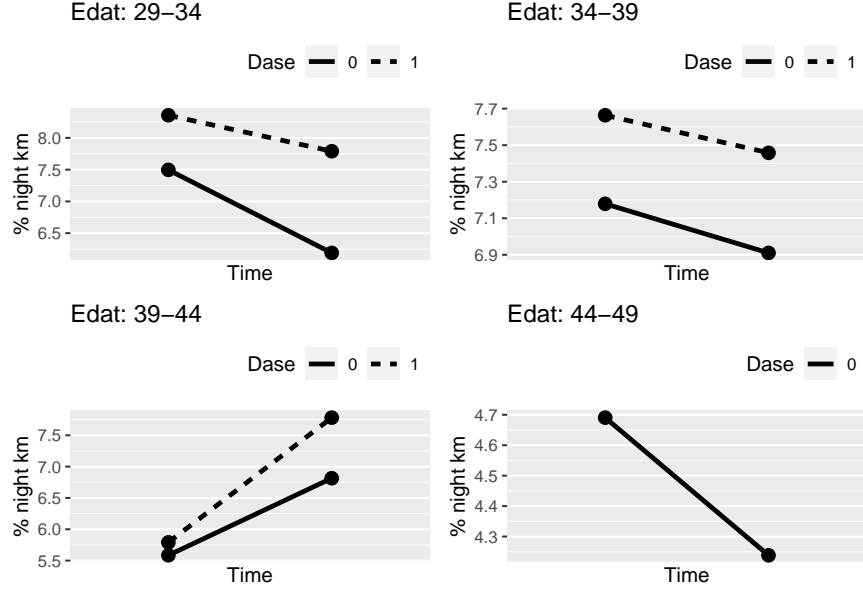 Edat: 29−34
Dase 0 1
8.0
7.5
7.0
6.5
% night km
Time
Edat: 34−39
Dase 0 1
7.7
7.5
7.3
7.1
6.9
% night km
Time
Edat: 39−44
Dase 0 1
7.5
7.0
6.5
6.0
5.5
% night km
Time
Edat: 44−49
Dase 0
4.7
4.6
4.5
4.4
4.3
% night km
Time